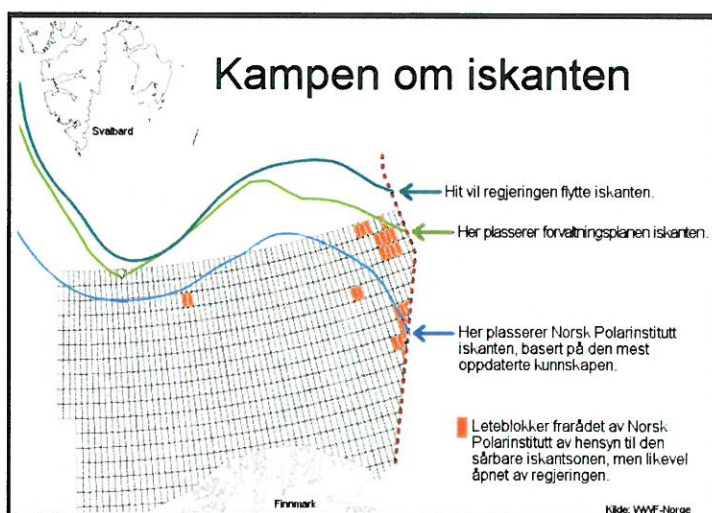 Kampen om iskanten
Svalbard
Hit vil regjeringen flytte iskanten.
Her plasserer forvaltningsplanen iskanten.
Her plasserer Norsk Polarinstitutt
iskanten, basert på den mest
oppdaterte kunnskapen.
Leteblokker frarådet av Norsk
Polarinstitutt av hensyn til den
sårbare iskantsonen, men likevel
åpnet av regjeringen.
Finnmark
Kilde: WWF-Norge